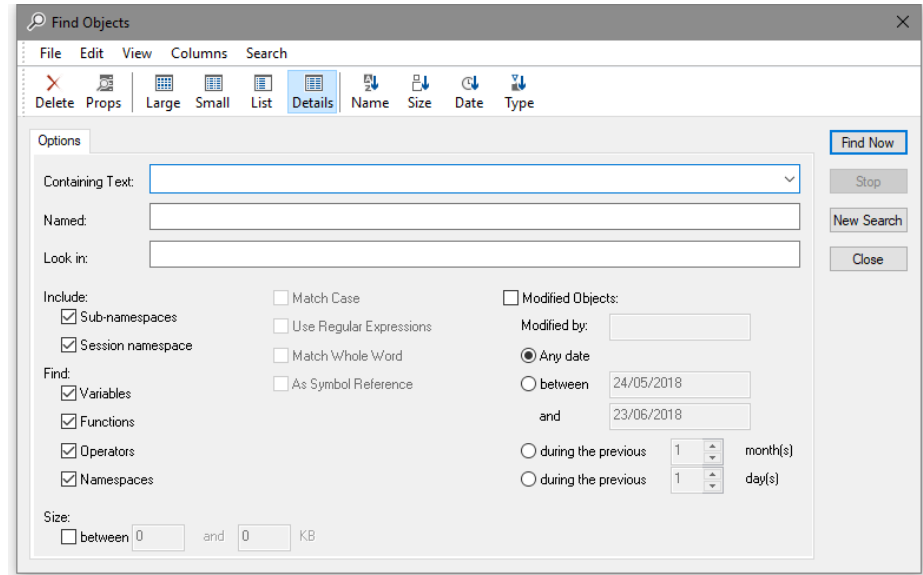 Find Objects
File Edit View Columns Search
Delete Props Large Small List Details Name Size Date Type
Options
Find Now
Containing Text:
Stop
Named:
New Search
Look in:
Close
Include:
Match Case
Modified Objects:
Sub-namespaces
Use Regular Expressions
Modified by:
Session namespace
Match Whole Word
Any date
Find:
As Symbol Reference
between 24/05/2018
Variables
and 23/06/2018
Functions
Operators
during the previous 1 month(s)
Namespaces
during the previous 1 day(s)
Size:
between 0 and 0 KB